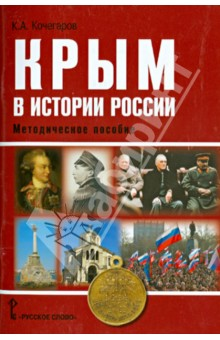 К.А. Кочегаров
КРЫМ
В ИСТОРИИ РОССИИ
Методическое пособие
«РУССКОЕ СЛОВО»